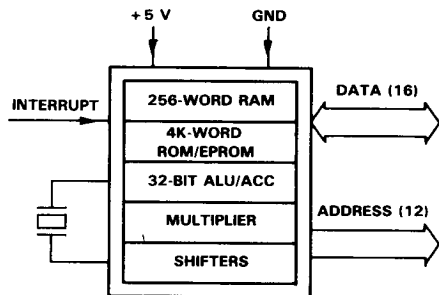 +5 V
GND
INTERRUPT
256-WORD RAM
4K-WORD
ROM/EPROM
32-BIT ALU/ACC
MULTIPLIER
SHIFTERS
DATA (16)
ADDRESS (12)